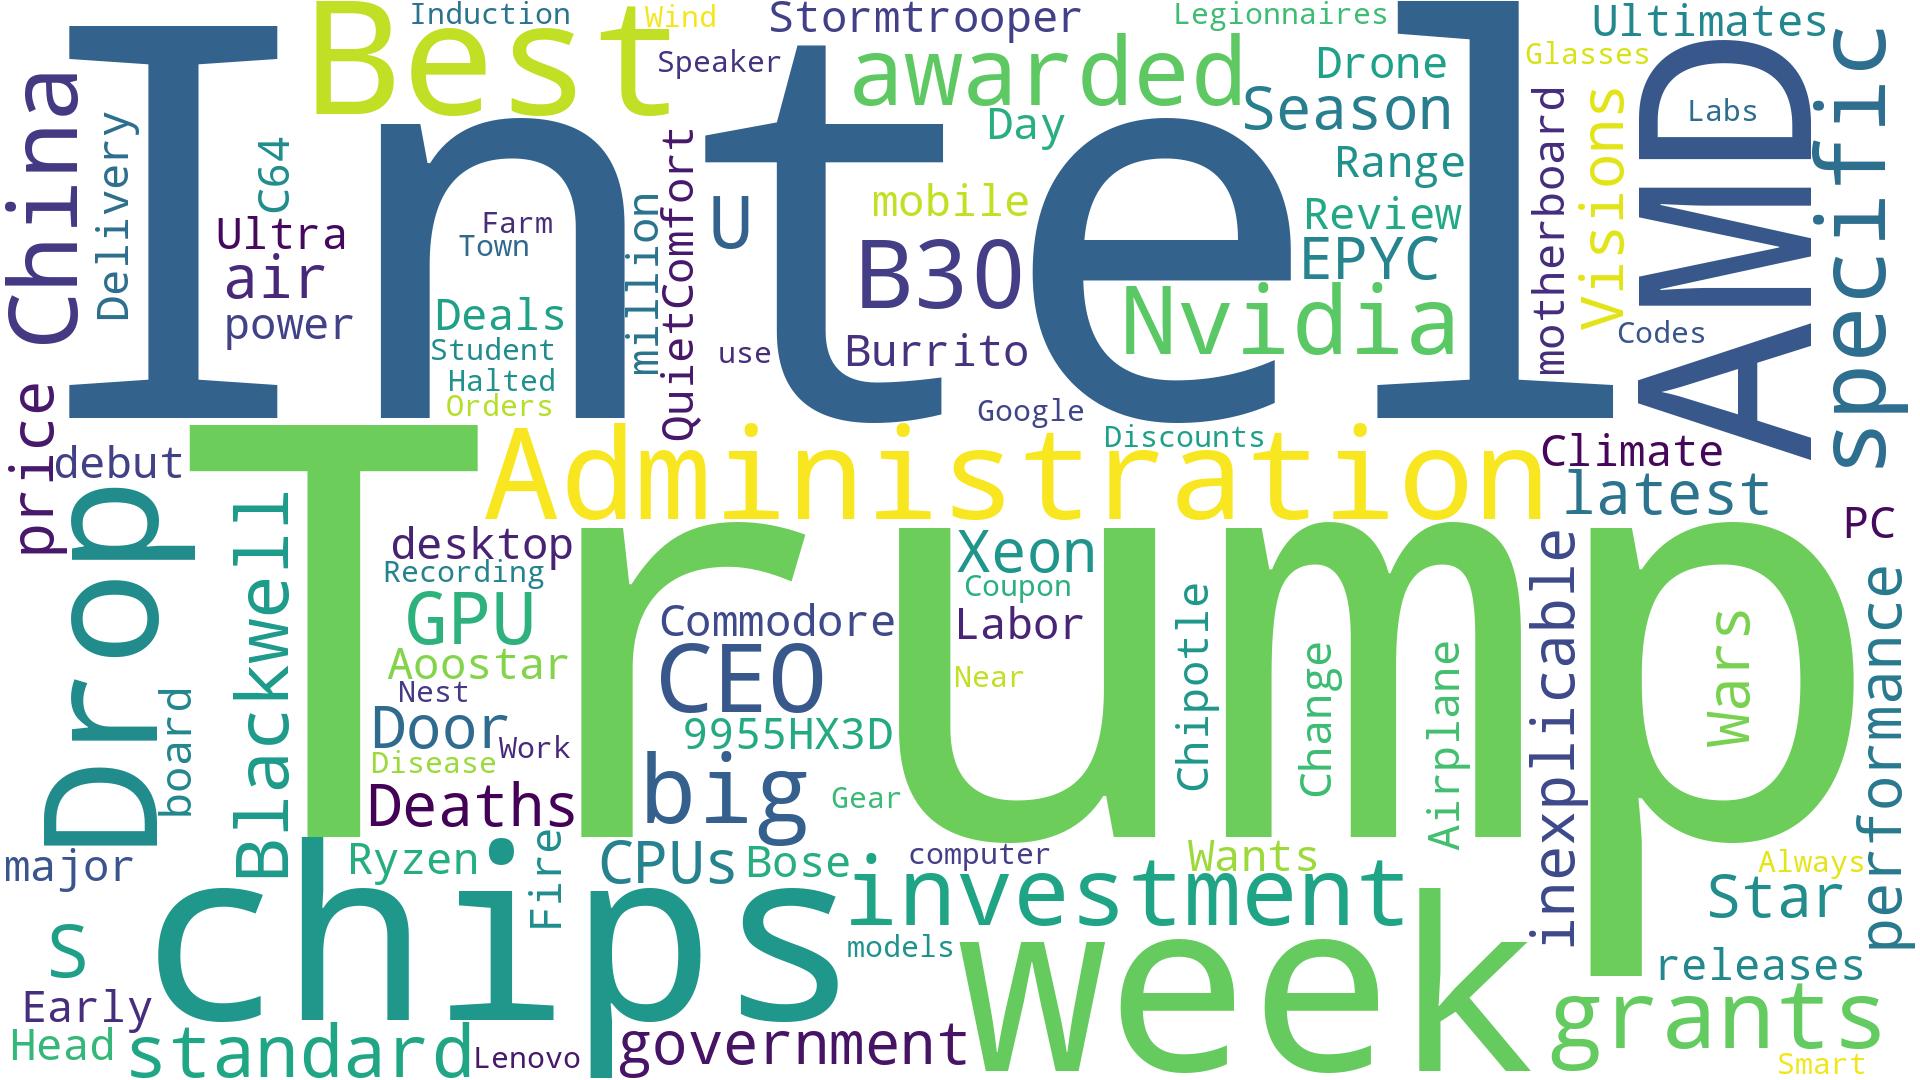 Induction
Wind
Stormtrooper
Legionnaires
Ultimates
Best
Speaker
awarded
Drone
Glasses
Intel
China
Delivery
C64
Day
Season
Labs
AMD
specific
motherboard
Visions
Range
Ultra
Farm
Town
million
QuietComfort
U
mobile
Review
air
B30
EPYC
power
Deals
Nvidia
Student
use
Burrito
Codes
Halted
Orders
Google
price
debut
Administration
Discounts
Climate
latest
Trump
Drop
Blackwell
desktop
Recording
Xeon
PC
Coupon
GPU
Commodore
Labor
Chipotle
inexplicable
Wars
performance
Aoostar
CEO
Near
Change
Airplane
Nest
board
Door
9955HX3D
Work
Disease
big
Deaths
Gear
major
Ryzen
Fire
CPUs
Bose
computer
Wants
Always
chips
investment
Star
S
models
week
releases
Early
grants
Head
standard
Lenovo
government
Smart